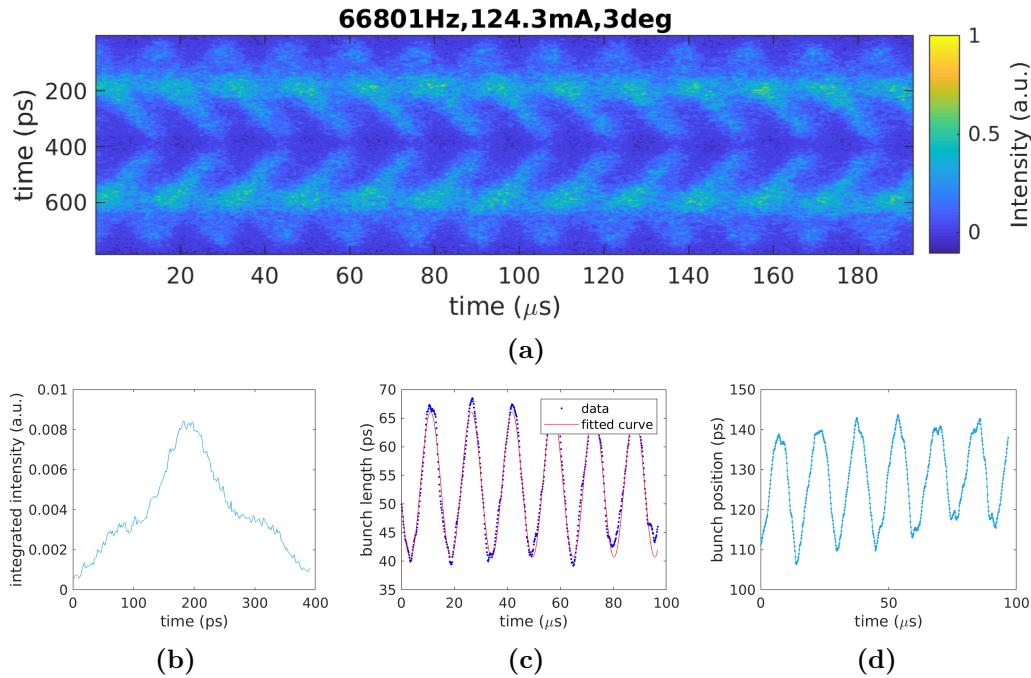 66801Hz,124.3mA,3deg
time (ps)
200
400
600
20 40 60 80 100 120 140 160 180
time (μs)
1
0.5
0
Intensity (a.u.)
(a)
integrated intensity (a.u.)
0.01
0.008
0.006
0.004
0.002
0
0 100 200 300 400
time (ps)
(b)
bunch length (ps)
70
65
60
55
50
45
40
35
0 20 40 60 80 100
time (μs)
data
fitted curve
(c)
bunch position (ps)
150
140
130
120
110
100
0 50 100
time (μs)
(d)